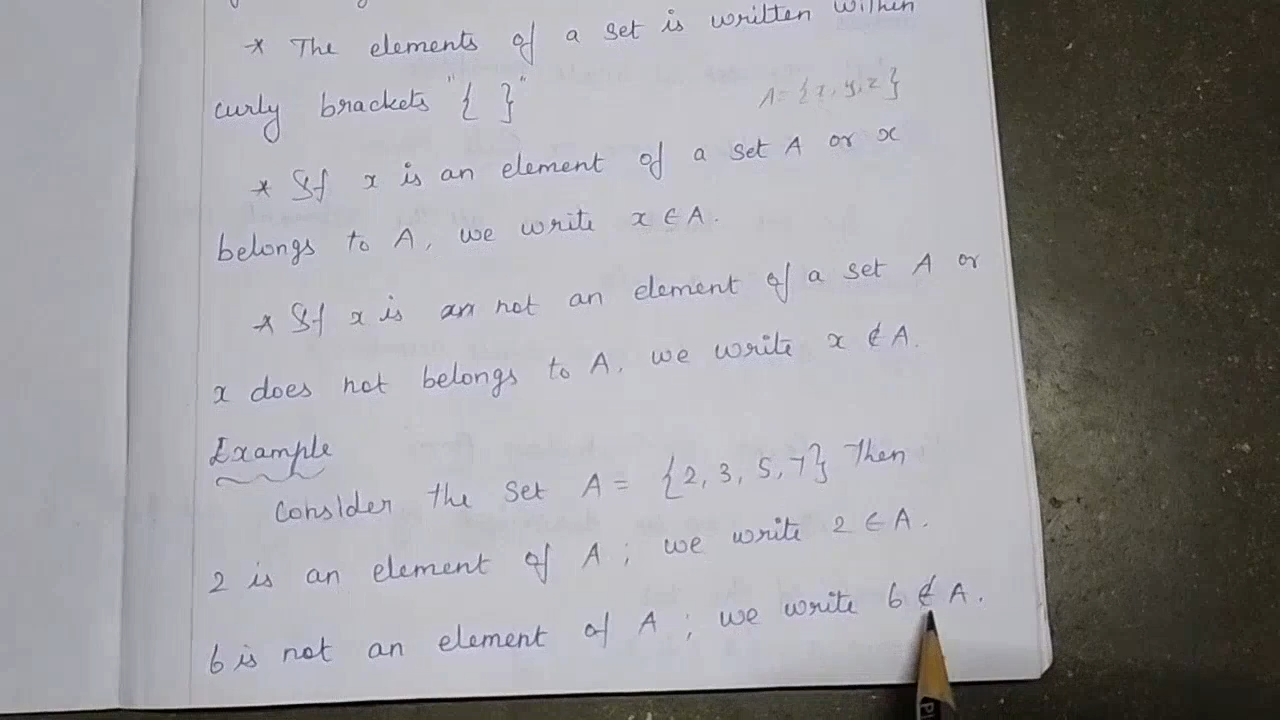 * The elements of a set is written within
curly brackets "{ }"
A = {x, y, z}
* If x is an element of a set A or x
belongs to A, we write x ∈ A.
* If x is an not an element of a set A or
x does not belongs to A, we write x ∉ A.
Example
Consider the set A = {2, 3, 5, 7} Then
2 is an element of A ; we write 2 ∈ A.
6 is not an element of A ; we write 6 ∉ A.